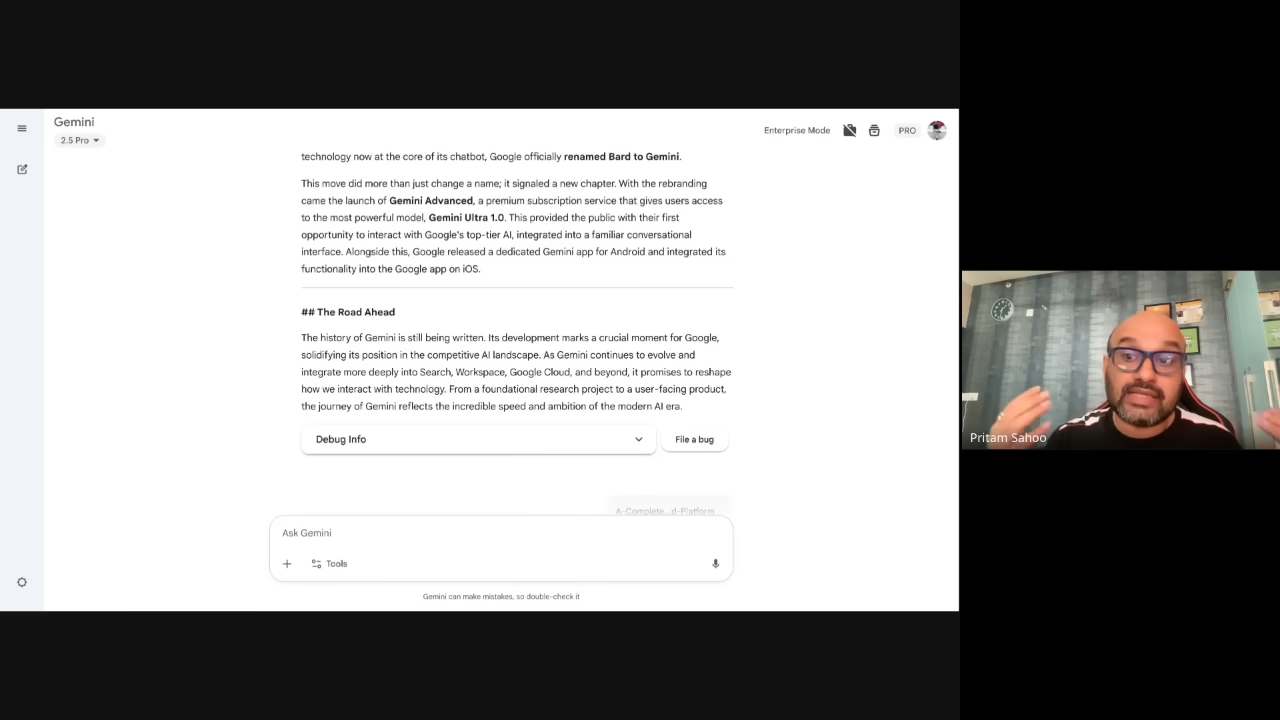 Gemini
2.5 Pro
Enterprise Mode
PRO
technology now at the core of its chatbot, Google officially renamed Bard to Gemini.
This move did more than just change a name; it signaled a new chapter. With the rebranding
came the launch of Gemini Advanced, a premium subscription service that gives users access
to the most powerful model, Gemini Ultra 1.0. This provided the public with their first
opportunity to interact with Google's top-tier AI, integrated into a familiar conversational
interface. Alongside this, Google released a dedicated Gemini app for Android and integrated its
functionality into the Google app on iOS.
## The Road Ahead
The history of Gemini is still being written. Its development marks a crucial moment for Google,
solidifying its position in the competitive AI landscape. As Gemini continues to evolve and
integrate more deeply into Search, Workspace, Google Cloud, and beyond, it promises to reshape
how we interact with technology. From a foundational research project to a user-facing product,
the journey of Gemini reflects the incredible speed and ambition of the modern AI era.
Debug Info
File a bug
A-Complete...d-Platform
Ask Gemini
Tools
Gemini can make mistakes, so double-check it
Pritam Sahoo